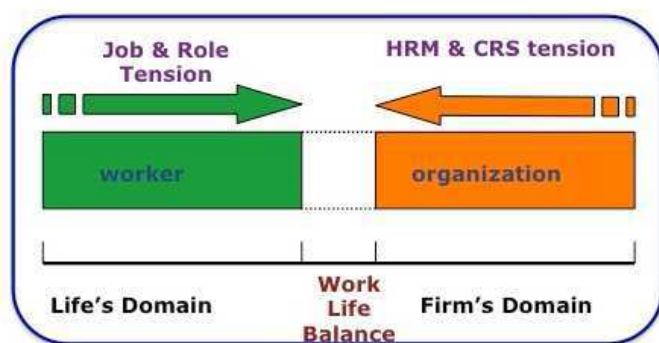 Job & Role
Tension
HRM & CRS tension
worker
organization
Life's Domain
Work
Life
Balance
Firm's Domain